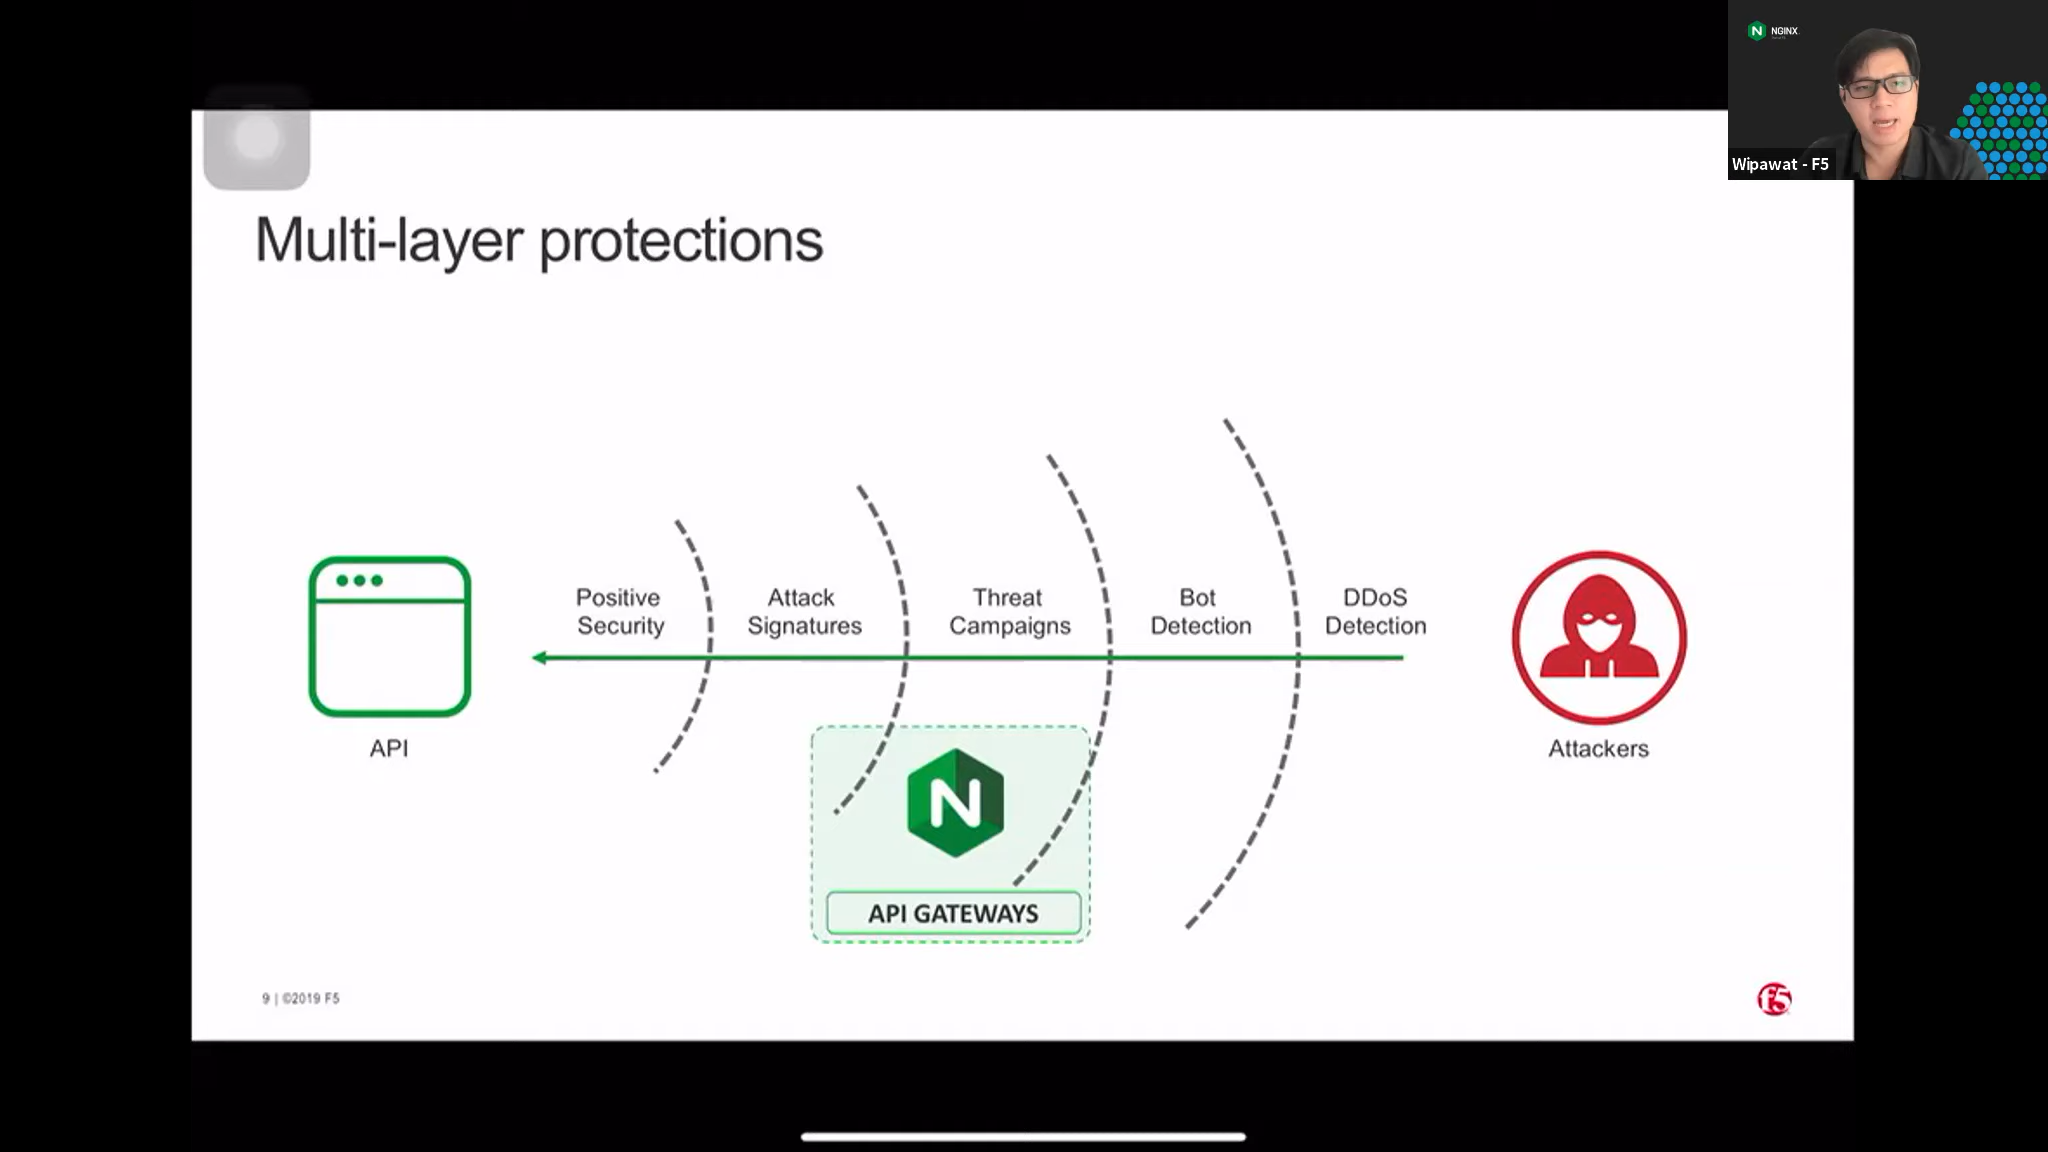 NGINX
Wipawat - F5
Multi-layer protections
Positive
Security
Attack
Signatures
Threat
Campaigns
Bot
Detection
DDoS
Detection
API
Attackers
N
API GATEWAYS
9 | ©2019 F5
f5